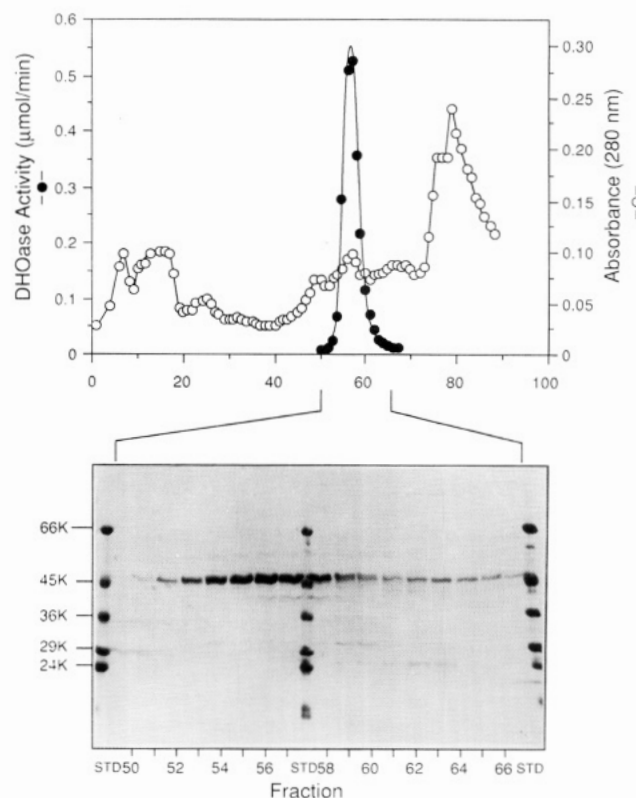 0.6
0.5
0.4
0.3
0.2
0.1
0
DHOase Activity (μmol/min)
0.30
0.25
0.20
0.15
0.10
0.05
0
Absorbance (280 nm)
0 20 40 60 80 100
66K
45K
36K
29K
24K
STD 50 52 54 56 STD 58 60 62 64 66 STD
Fraction